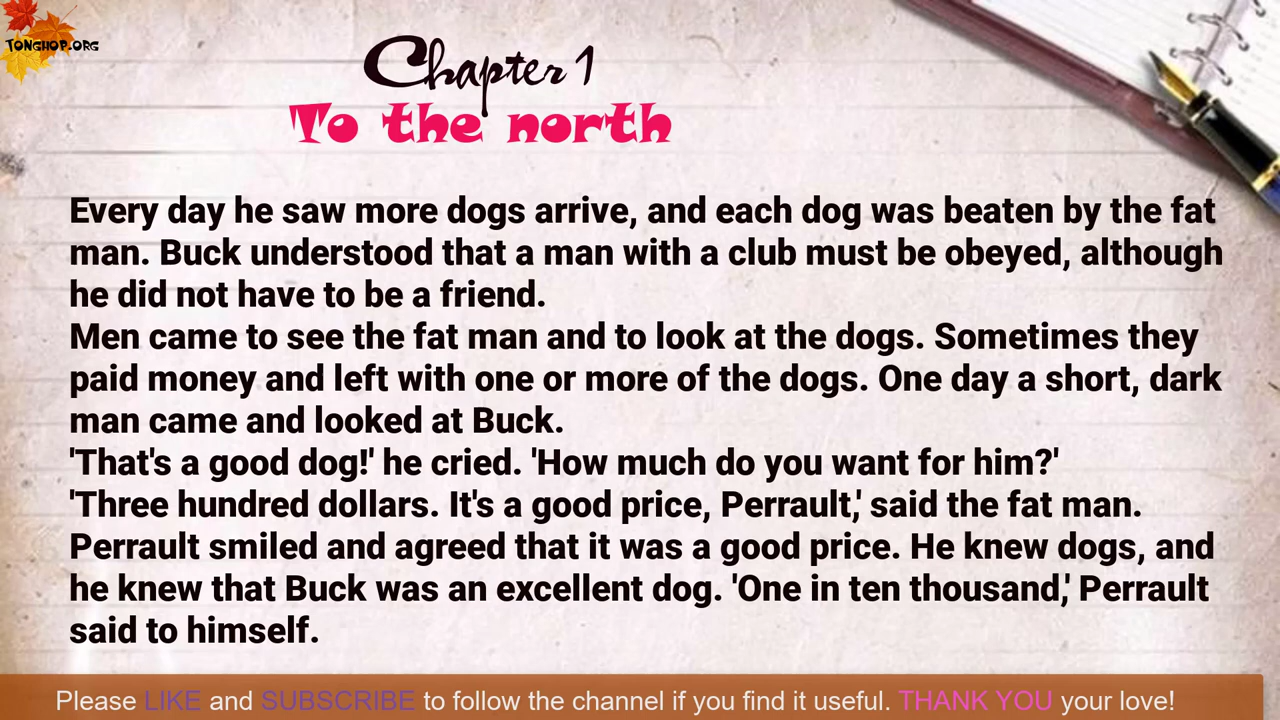 TONGHOP.ORG
Chapter 1
To the north
Every day he saw more dogs arrive, and each dog was beaten by the fat
man. Buck understood that a man with a club must be obeyed, although
he did not have to be a friend.
Men came to see the fat man and to look at the dogs. Sometimes they
paid money and left with one or more of the dogs. One day a short, dark
man came and looked at Buck.
'That's a good dog!' he cried. 'How much do you want for him?'
'Three hundred dollars. It's a good price, Perrault,' said the fat man.
Perrault smiled and agreed that it was a good price. He knew dogs, and
he knew that Buck was an excellent dog. 'One in ten thousand,' Perrault
said to himself.
Please LIKE and SUBSCRIBE to follow the channel if you find it useful. THANK YOU your love!